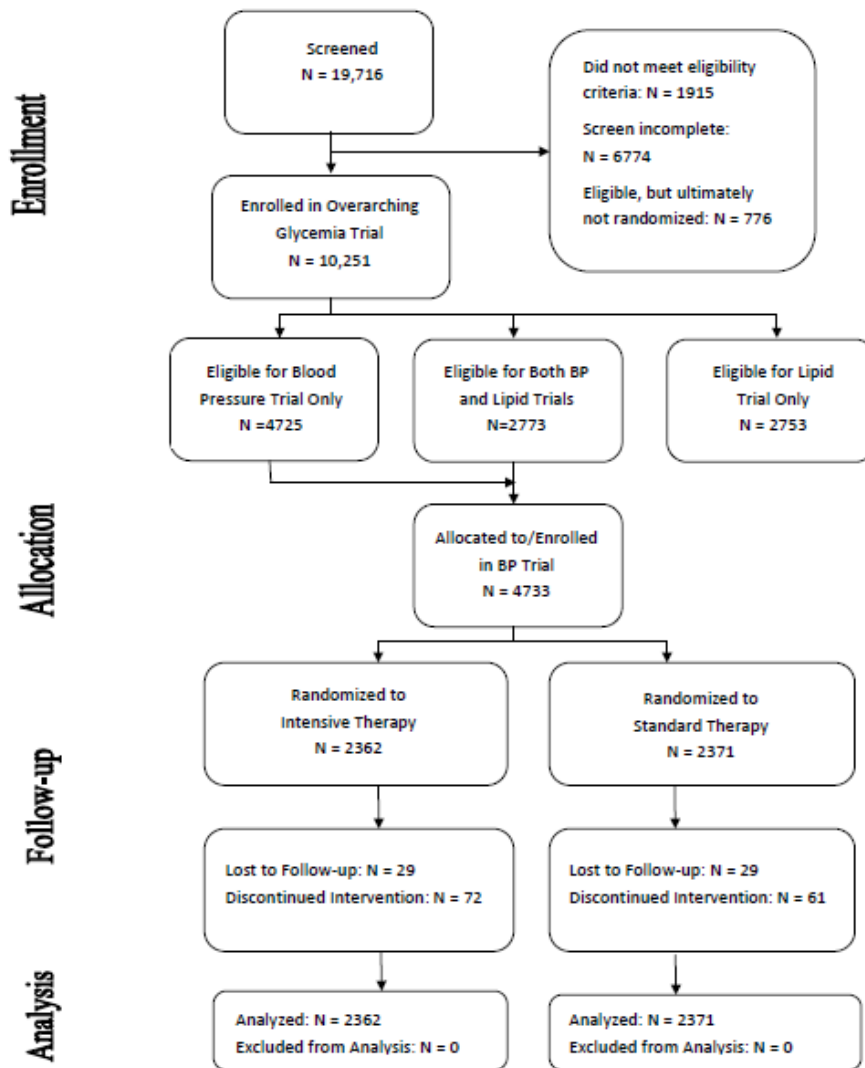 Enrollment
Screened
N = 19,716
Did not meet eligibility
criteria: N = 1915
Screen incomplete:
N = 6774
Eligible, but ultimately
not randomized: N = 776
Enrolled in Overarching
Glycemia Trial
N = 10,251
Eligible for Blood
Pressure Trial Only
N =4725
Eligible for Both BP
and Lipid Trials
N=2773
Eligible for Lipid
Trial Only
N = 2753
Allocation
Allocated to/Enrolled
in BP Trial
N = 4733
Randomized to
Intensive Therapy
N = 2362
Randomized to
Standard Therapy
N = 2371
Follow-up
Lost to Follow-up: N = 29
Discontinued Intervention: N = 72
Lost to Follow-up: N = 29
Discontinued Intervention: N = 61
Analysis
Analyzed: N = 2362
Excluded from Analysis: N = 0
Analyzed: N = 2371
Excluded from Analysis: N = 0